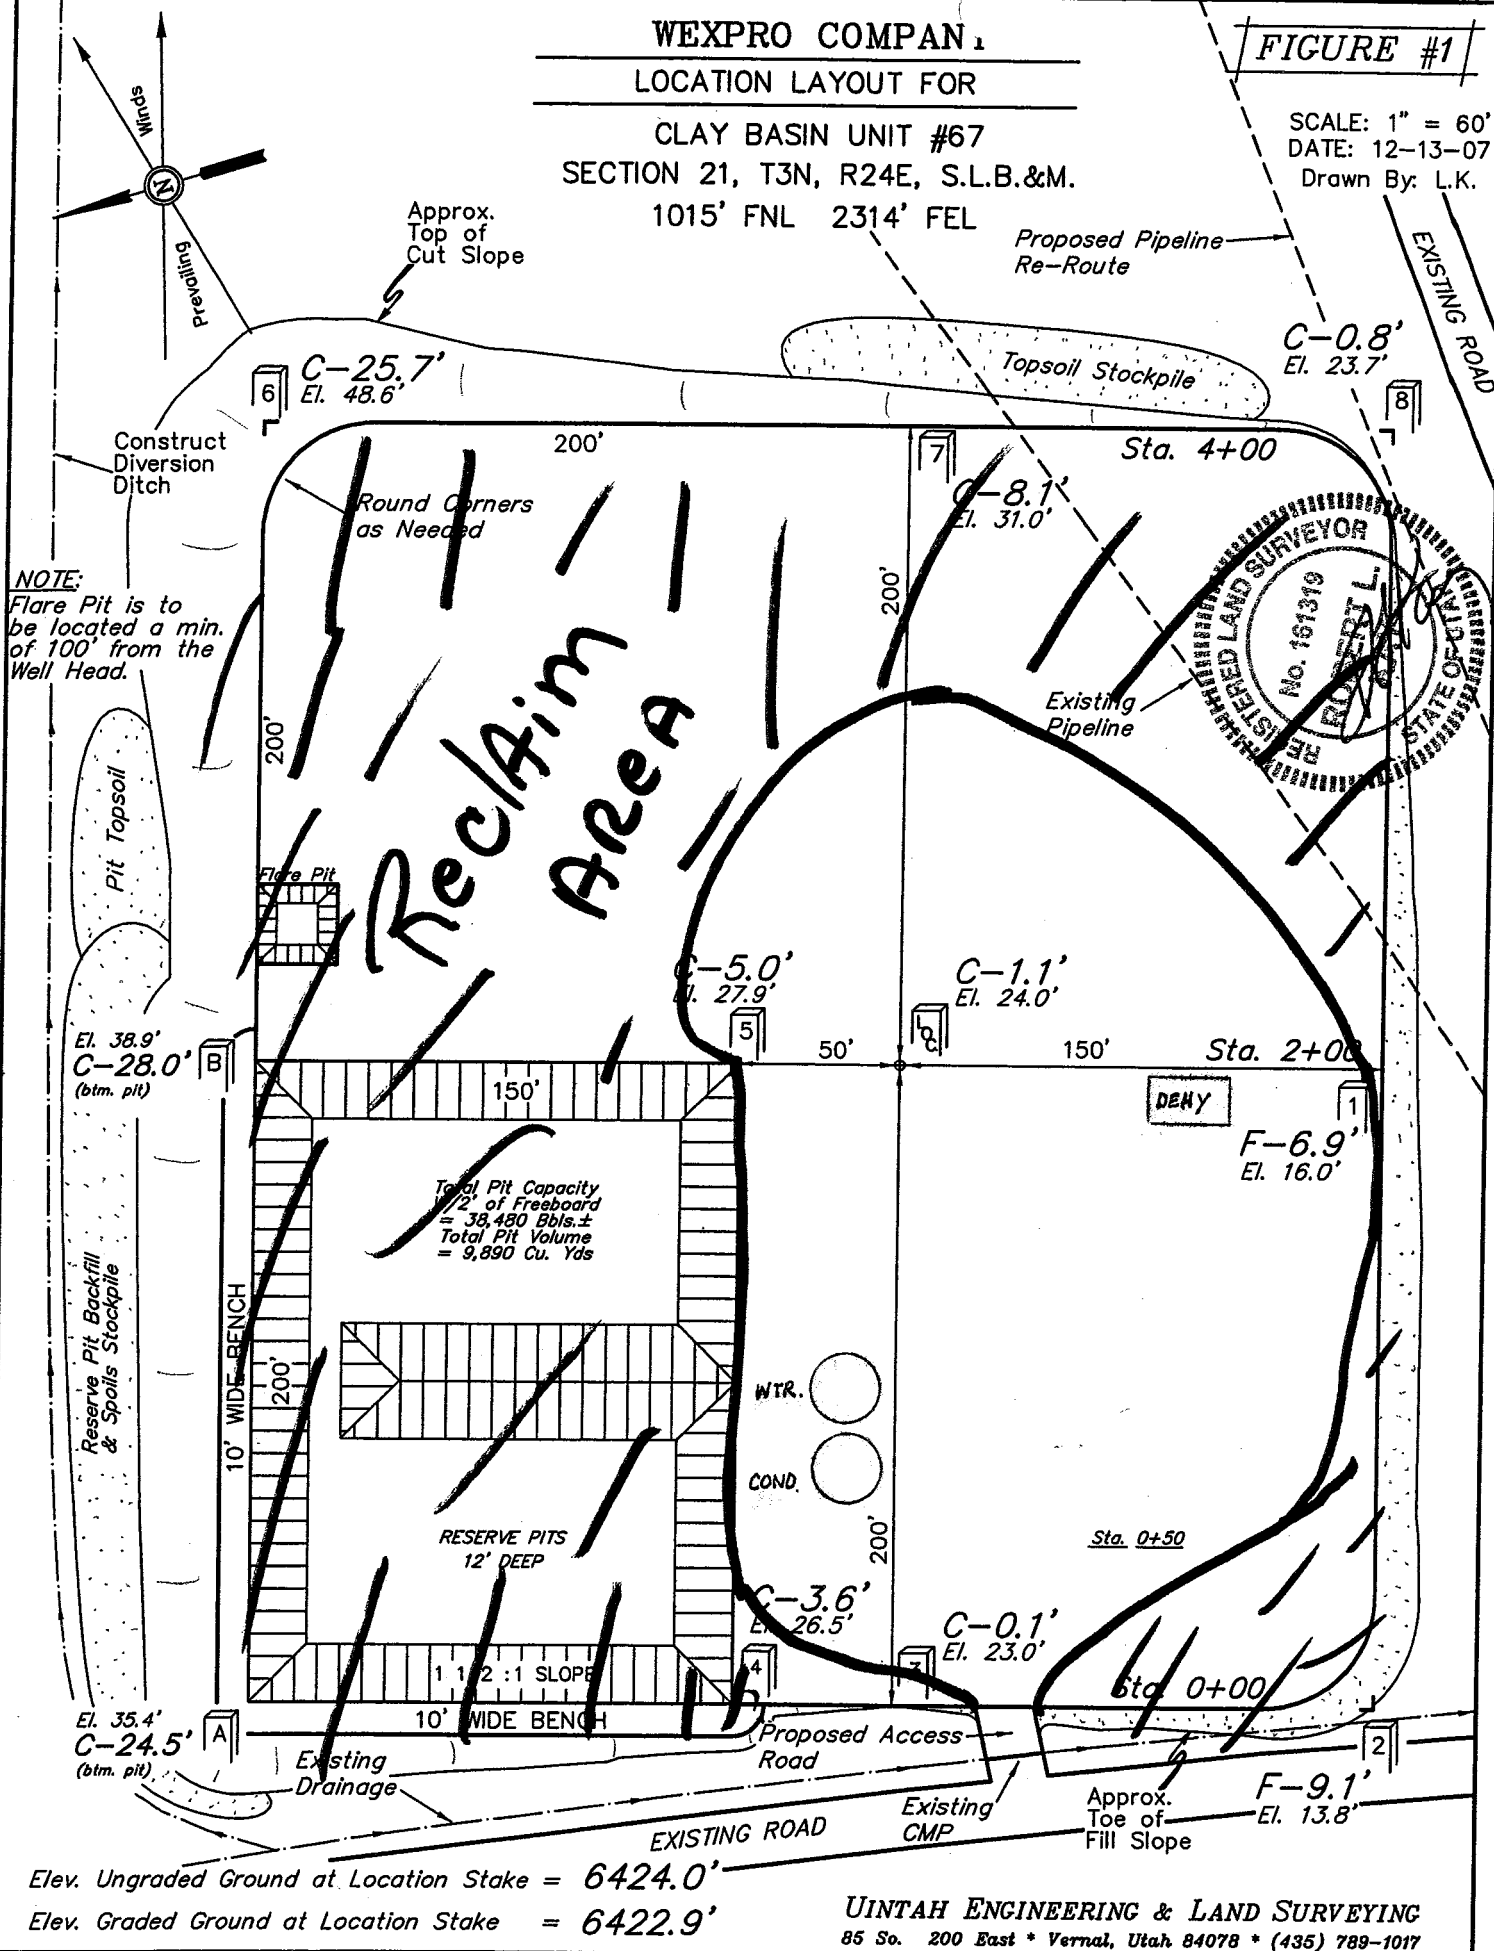 WEXPRO COMPANY
LOCATION LAYOUT FOR
CLAY BASIN UNIT #67
SECTION 21, T3N, R24E, S.L.B.&M.
1015' FNL 2314' FEL
FIGURE #1
SCALE: 1" = 60'
DATE: 12-13-07
Drawn By: L.K.
Winds
N
Prevailing
Approx.
Top of
Cut Slope
Proposed Pipeline
Re-Route
EXISTING ROAD
C-0.8'
El. 23.7'
8
Topsoil Stockpile
6
C-25.7'
El. 48.6'
Construct
Diversion
Ditch
200'
7
Sta. 4+00
Round Corners
as Needed
C-8.1'
El. 31.0'
200'
REGISTERED LAND SURVEYOR
No. 161319
ROBERT L.
STATE OF UTAH
NOTE:
Flare Pit is to
be located a min.
of 100' from the
Well Head.
Reclaim
AREA
200'
Existing
Pipeline
Pit Topsoil
Flare Pit
C-5.0'
El. 27.9'
C-1.1'
El. 24.0'
5
LOC
El. 38.9'
C-28.0'
(btm. pit)
B
50'
150'
Sta. 2+00
150'
DEHY
1
F-6.9'
El. 16.0'
Total Pit Capacity
W/2' of Freeboard
= 38,480 Bbls.±
Total Pit Volume
= 9,890 Cu. Yds
Reserve Pit Backfill
& Spoils Stockpile
10' WIDE BENCH
200'
WTR.
COND.
RESERVE PITS
12' DEEP
200'
Sta. 0+50
C-3.6'
El. 26.5'
C-0.1'
El. 23.0'
4
3
1 1/2 :1 SLOPE
Sta. 0+00
El. 35.4'
C-24.5'
(btm. pit)
A
10' WIDE BENCH
Proposed Access
Road
2
Existing
Drainage
F-9.1'
El. 13.8'
Existing
CMP
Approx.
Toe of
Fill Slope
EXISTING ROAD
Elev. Ungraded Ground at Location Stake = 6424.0'
Elev. Graded Ground at Location Stake = 6422.9'
UINTAH ENGINEERING & LAND SURVEYING
85 So. 200 East * Vernal, Utah 84078 * (435) 789-1017